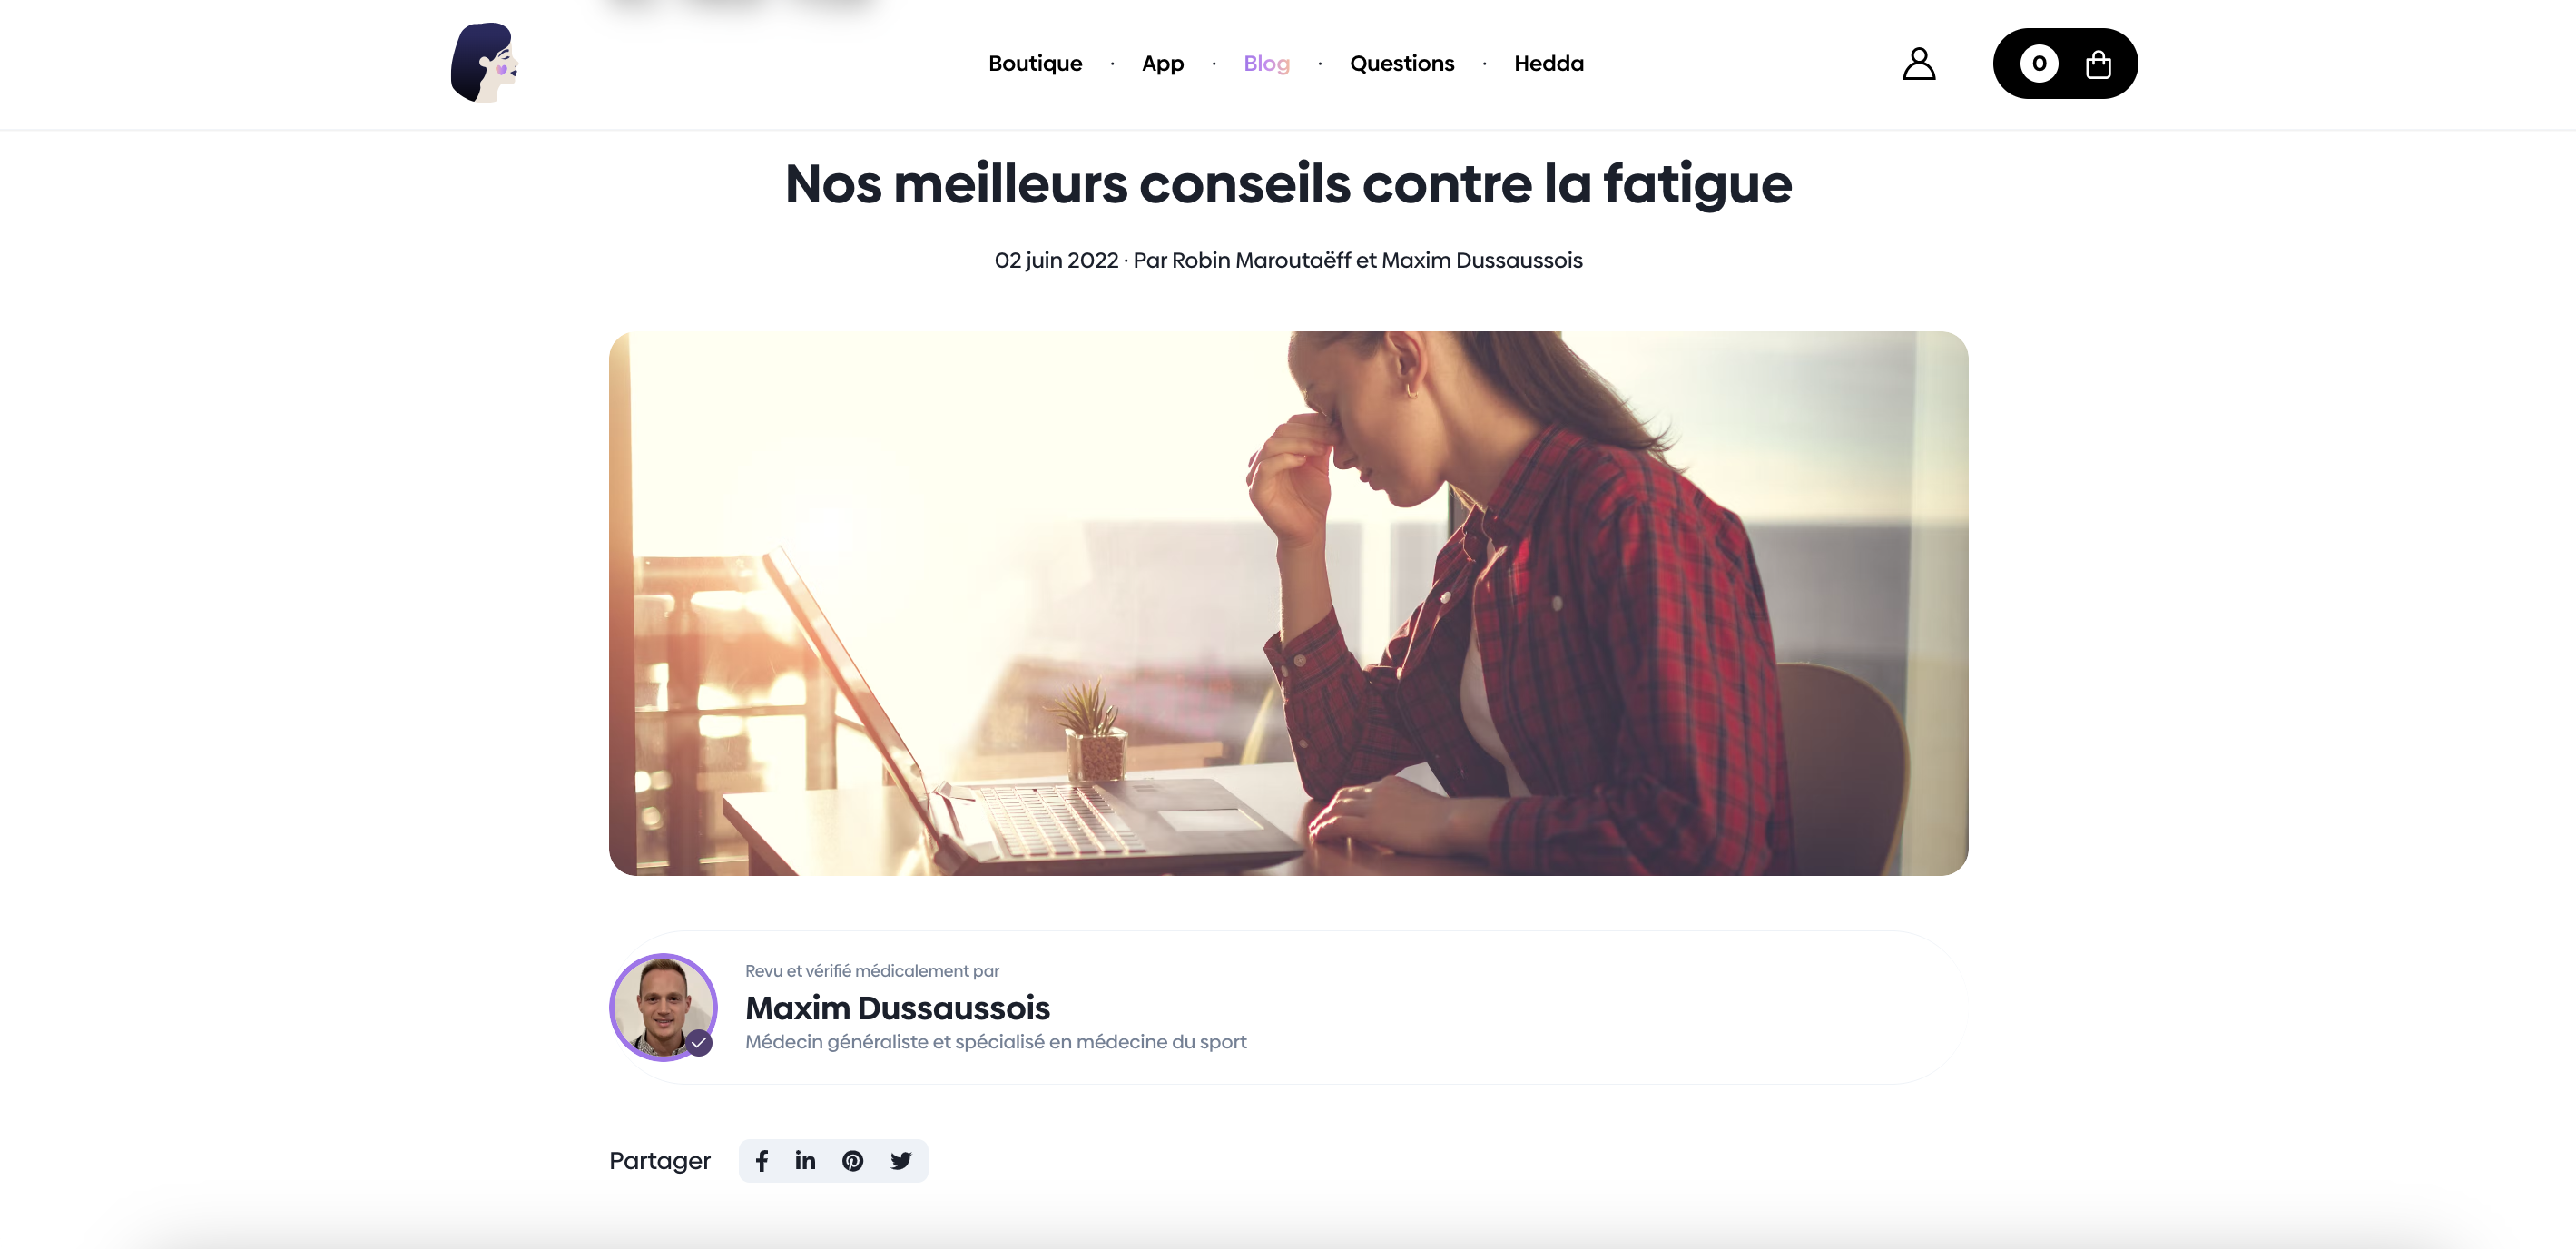 Boutique · App · Blog · Questions · Hedda
0
Nos meilleurs conseils contre la fatigue
02 juin 2022 · Par Robin Maroutaëff et Maxim Dussaussois
Revu et vérifié médicalement par
Maxim Dussaussois
Médecin généraliste et spécialisé en médecine du sport
Partager